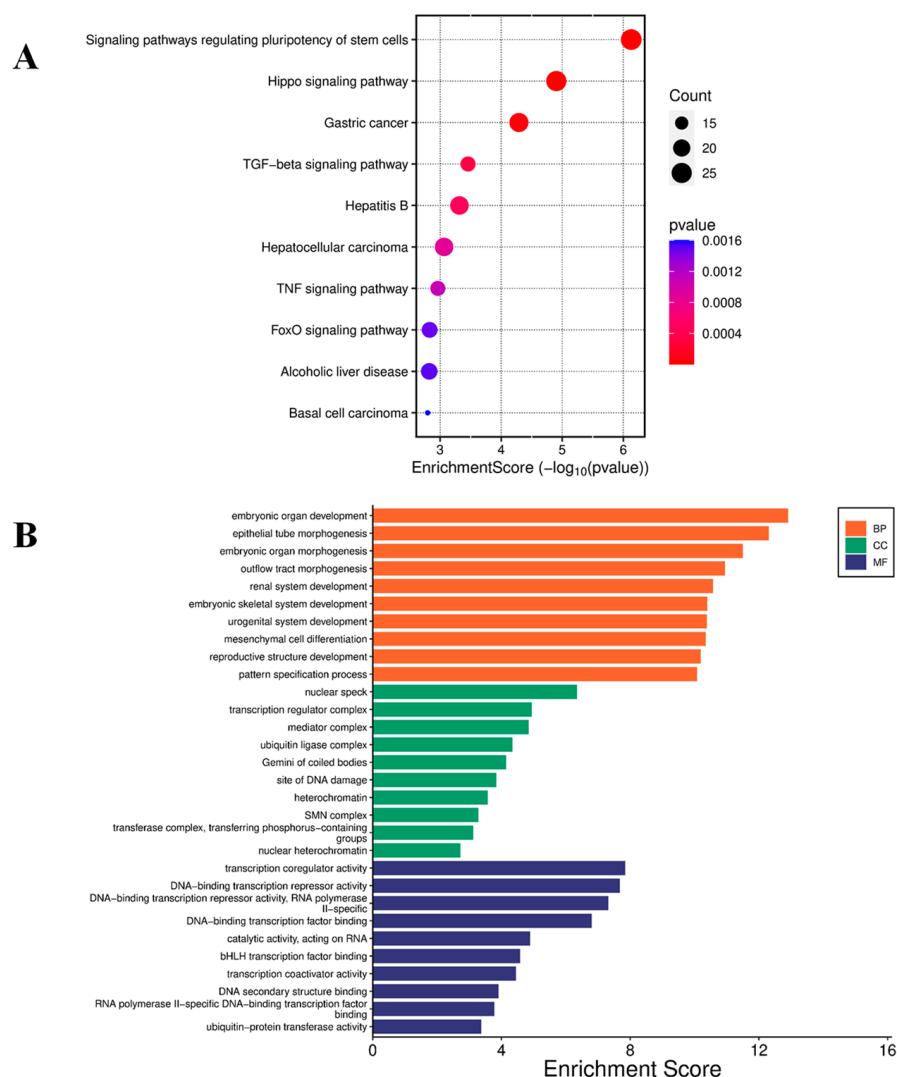 A
Signaling pathways regulating pluripotency of stem cells
Hippo signaling pathway
Gastric cancer
TGF−beta signaling pathway
Hepatitis B
Hepatocellular carcinoma
TNF signaling pathway
FoxO signaling pathway
Alcoholic liver disease
Basal cell carcinoma
3 4 5 6
EnrichmentScore (−log10(pvalue))
Count
15
20
25
pvalue
0.0016
0.0012
0.0008
0.0004
B
embryonic organ development
epithelial tube morphogenesis
embryonic organ morphogenesis
outflow tract morphogenesis
renal system development
embryonic skeletal system development
urogenital system development
mesenchymal cell differentiation
reproductive structure development
pattern specification process
nuclear speck
transcription regulator complex
mediator complex
ubiquitin ligase complex
Gemini of coiled bodies
site of DNA damage
heterochromatin
SMN complex
transferase complex, transferring phosphorus−containing
groups
nuclear heterochromatin
transcription coregulator activity
DNA−binding transcription repressor activity
DNA−binding transcription repressor activity, RNA polymerase
II−specific
DNA−binding transcription factor binding
catalytic activity, acting on RNA
bHLH transcription factor binding
transcription coactivator activity
DNA secondary structure binding
RNA polymerase II−specific DNA−binding transcription factor
binding
ubiquitin−protein transferase activity
0 4 8 12 16
Enrichment Score
BP
CC
MF